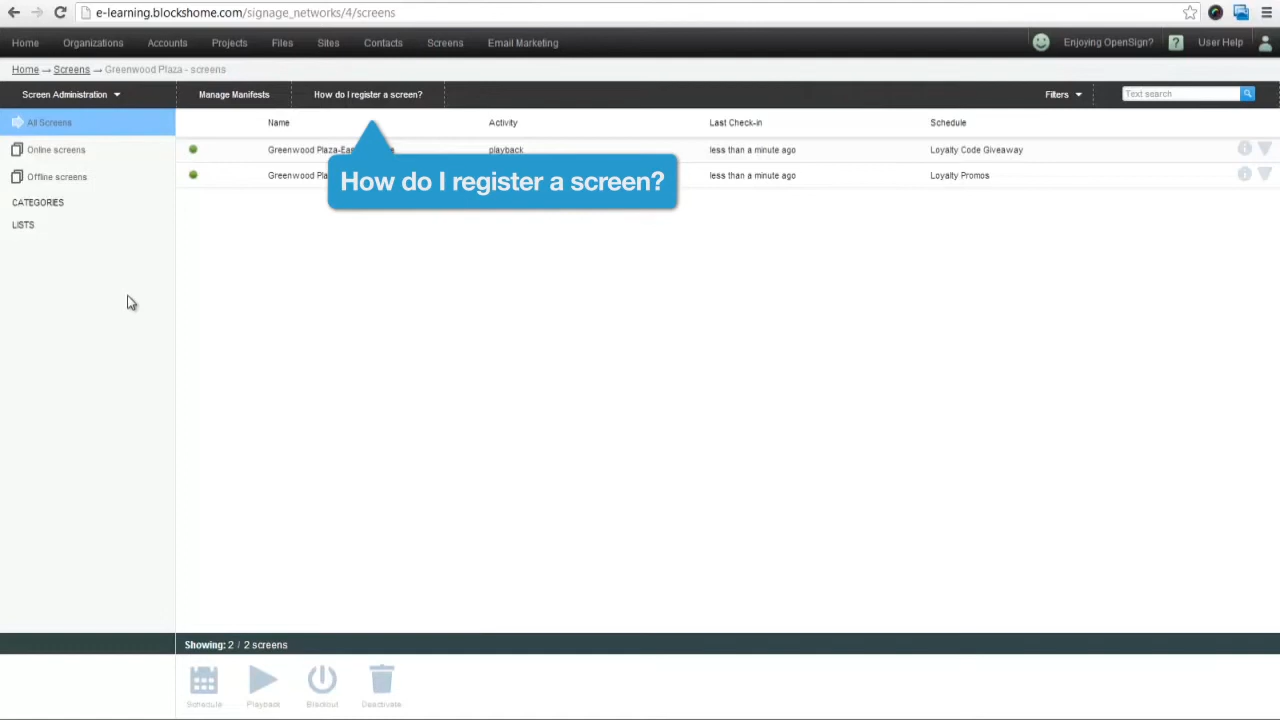 e-learning.blockshome.com/signage_networks/4/screens
Home Organizations Accounts Projects Files Sites Contacts Screens Email Marketing Enjoying OpenSign? ? User Help
Home → Screens → Greenwood Plaza - screens
Screen Administration Manage Manifests How do I register a screen? Filters Text search
All Screens
Online screens
Offline screens
CATEGORIES
LISTS
Name Activity Last Check-in Schedule
Greenwood Plaza- playback less than a minute ago Loyalty Code Giveaway
Greenwood less than a minute ago Loyalty Promos
How do I register a screen?
Showing: 2 / 2 screens
Schedule Playback Blackout Deactivate